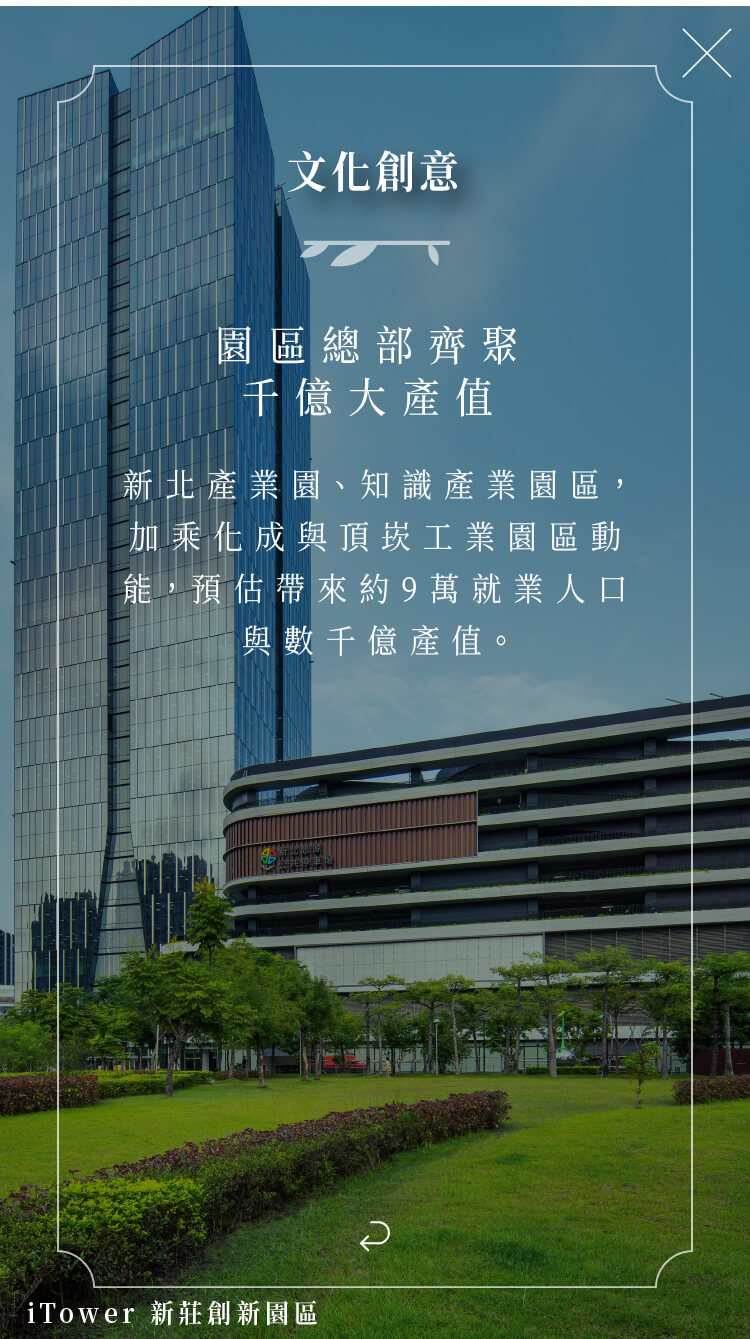 文化創意
園區總部齊聚
千億大產值
新北產業園、知識產業園區，
加乘化成與頂崁工業園區動
能，預估帶來約9萬就業人口
與數千億產值。
iTower 新莊創新園區